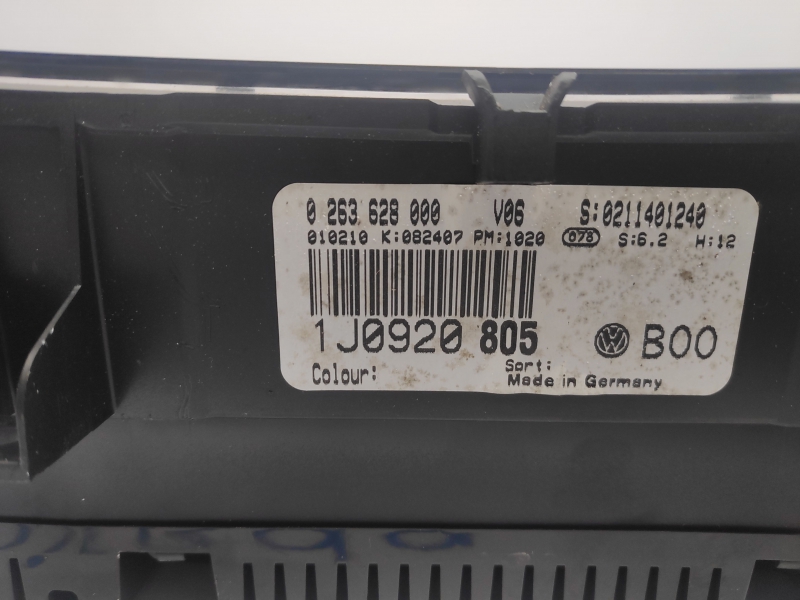 0 263 628 000 V06 S:0211401240
010210 K:082407 PM:1020 078 S:6.2 H:12
1J0920 805 VW B00
Colour: Sort:
Made in Germany